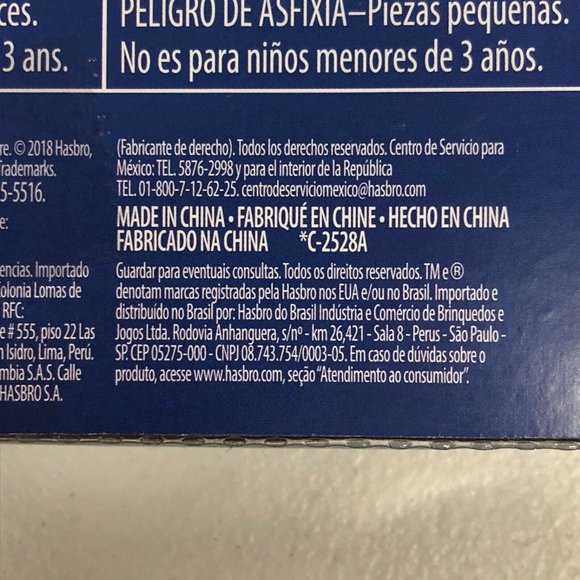 ces.
3 ans.
PELIGRO DE ASFIXIA—Piezas pequeñas.
No es para niños menores de 3 años.
re. © 2018 Hasbro,
Trademarks.
5-5516.
e:
encias. Importado
Colonia Lomas de
RFC:
e # 555, piso 22 Las
n Isidro, Lima, Perú.
mbia S.A.S. Calle
HASBRO S.A.
(Fabricante de derecho). Todos los derechos reservados. Centro de Servicio para
México: TEL. 5876-2998 y para el interior de la República
TEL. 01-800-7-12-62-25. centrodeserviciomexico@hasbro.com
MADE IN CHINA • FABRIQUÉ EN CHINE • HECHO EN CHINA
FABRICADO NA CHINA *C-2528A
Guardar para eventuais consultas. Todos os direitos reservados. TM e ®
denotam marcas registradas pela Hasbro nos EUA e/ou no Brasil. Importado e
distribuído no Brasil por: Hasbro do Brasil Indústria e Comércio de Brinquedos e
Jogos Ltda. Rodovia Anhanguera, s/nº - km 26,421 - Sala 8 - Perus - São Paulo -
SP, CEP 05275-000 - CNPJ 08.743.754/0003-05. Em caso de dúvidas sobre o
produto, acesse www.hasbro.com, seção "Atendimento ao consumidor".